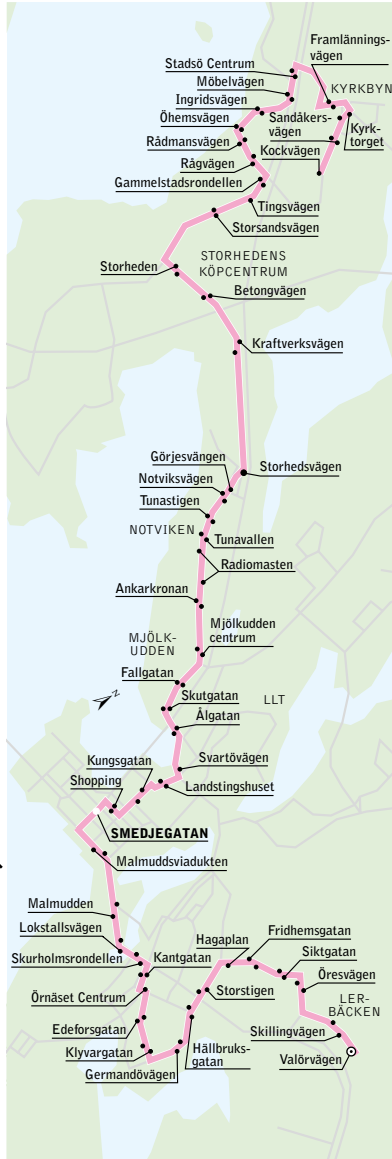 Framlännings-
vägen
Stadsö Centrum
Möbelvägen
KYRKBYN
Ingridsvägen
Sandåkers-
vägen
Öhemsvägen
Kyrk-
torget
Rådmansvägen
Kockvägen
Rågvägen
Gammelstadsrondellen
Tingsvägen
Storsandsvägen
STORHEDENS
KÖPCENTRUM
Storheden
Betongvägen
Kraftverksvägen
Görjesvängen
Storhedsvägen
Notviksvägen
Tunastigen
NOTVIKEN
Tunavallen
Radiomasten
Ankarkronan
Mjölkudden
centrum
MJÖLK-
UDDEN
Fallgatan
N
Skutgatan
LLT
Ålgatan
Kungsgatan
Svartövägen
Shopping
Landstingshuset
SMEDJEGATAN
Malmuddsviadukten
Malmudden
Lokstallsvägen
Hagaplan
Fridhemsgatan
Skurholmsrondellen
Kantgatan
Siktgatan
Öresvägen
Örnäset Centrum
Storstigen
LER-
BÄCKEN
Edeforsgatan
Skillingvägen
Klyvargatan
Hällbruks-
gatan
Valörvägen
Germandövägen